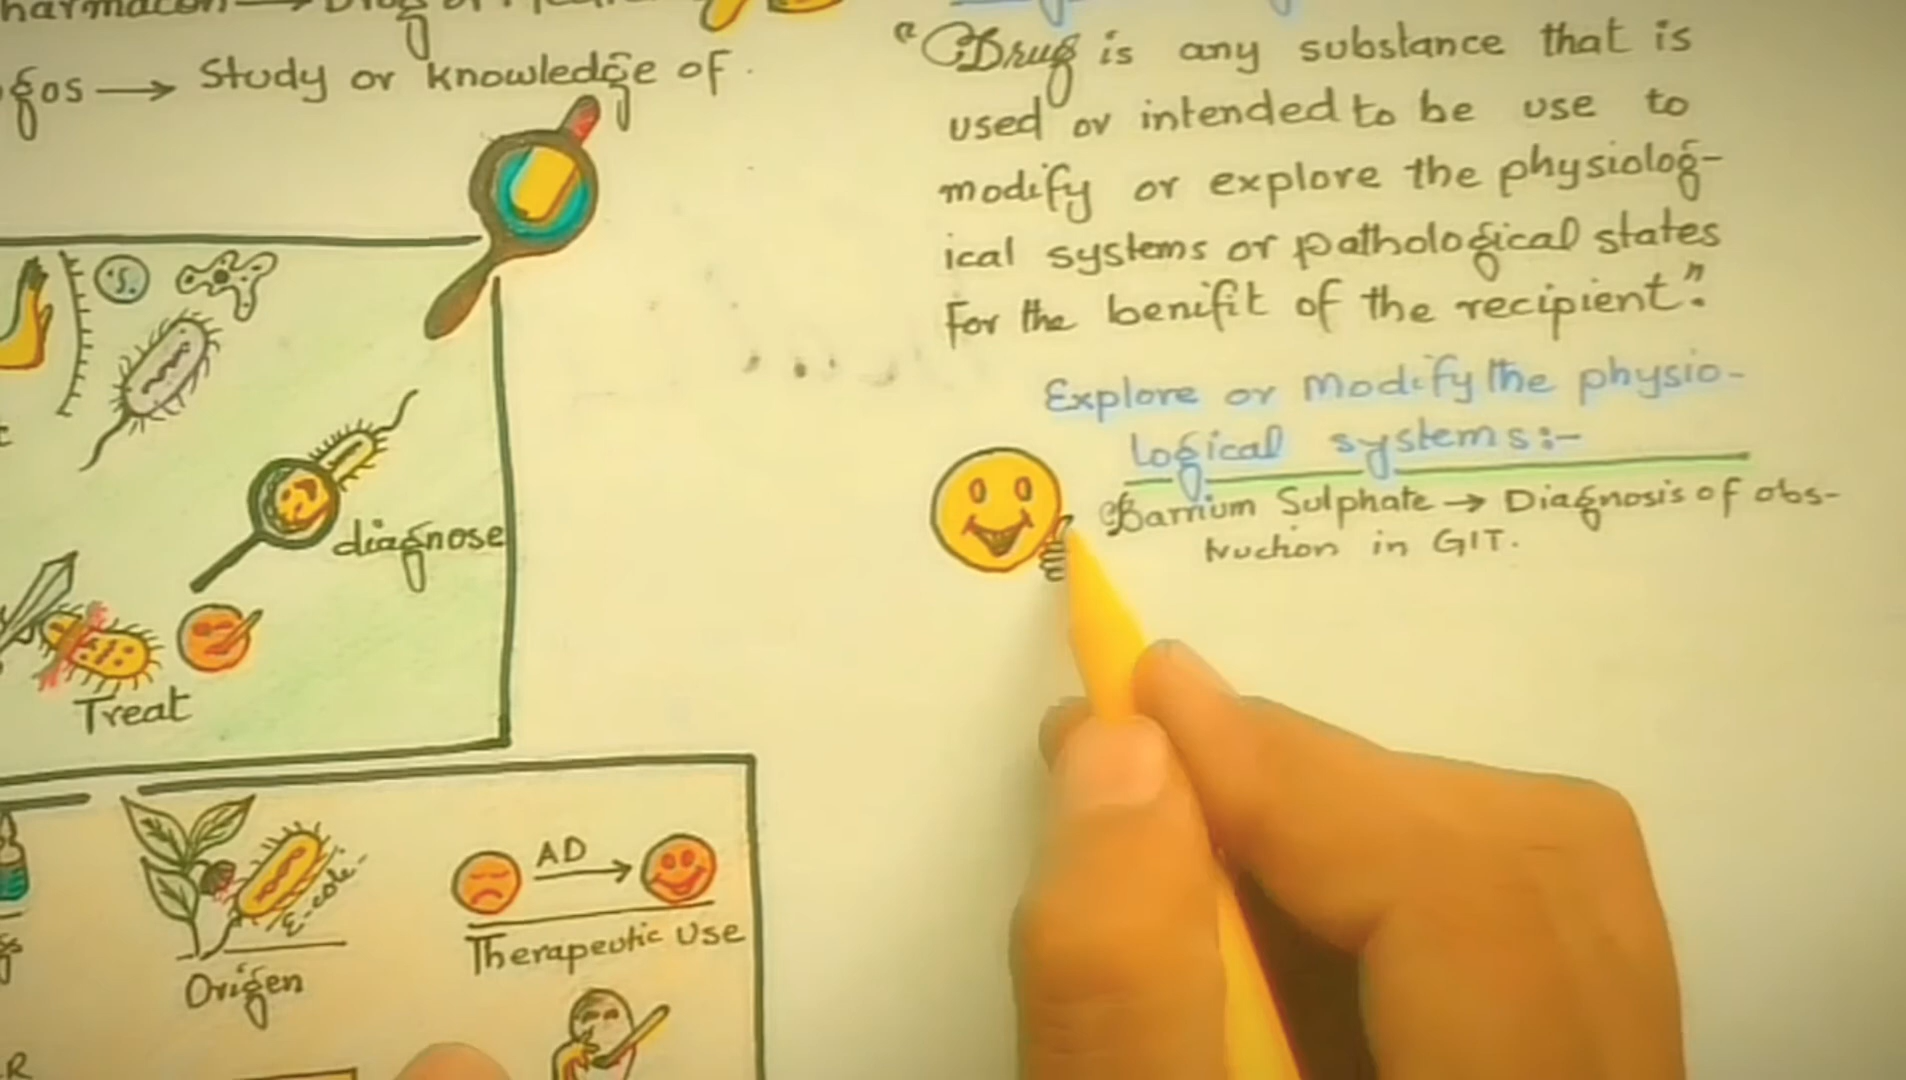 Study or knowledge of.
"Drug is any substance that is
used or intended to be use to
modify or explore the physiolog-
ical systems or pathological states
For the benifit of the recipient".
Explore or Modify the physio-
logical systems:-
Barrium Sulphate → Diagnosis of obs-
truction in GIT.
diagnose
Treat
E-cole-
Origen
AD
Therapeutic Use